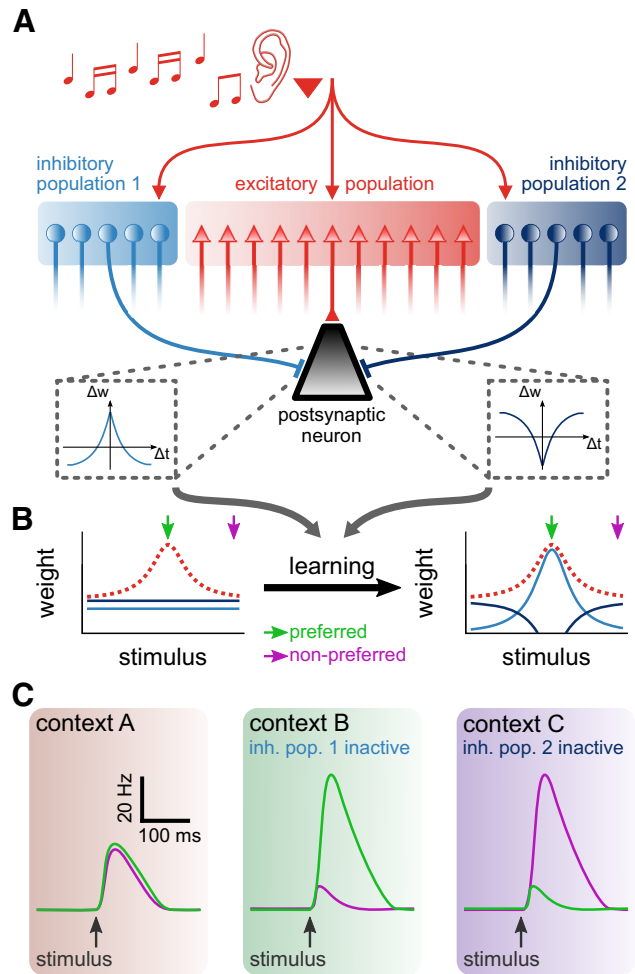 A
inhibitory
population 1
excitatory population
inhibitory
population 2
Δw
Δt
postsynaptic
neuron
Δw
Δt
B
weight
stimulus
learning
preferred
non-preferred
weight
stimulus
C
context A
20 Hz
100 ms
stimulus
context B
inh. pop. 1 inactive
stimulus
context C
inh. pop. 2 inactive
stimulus